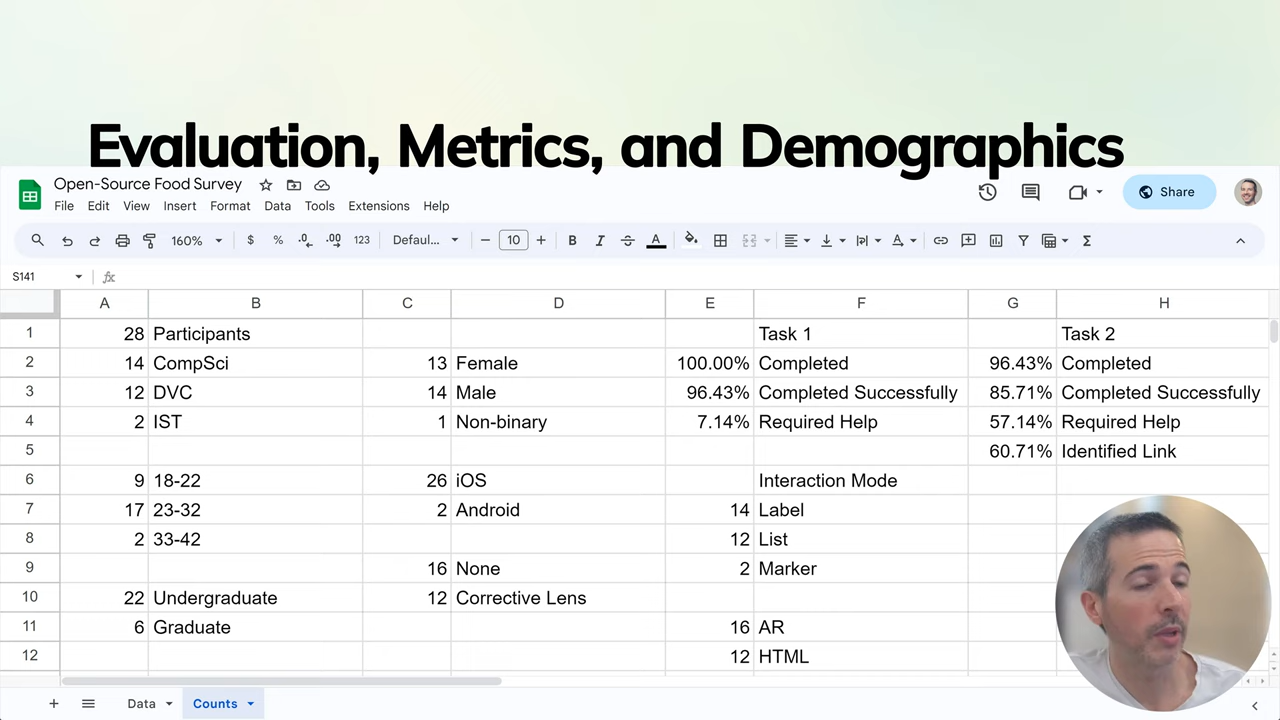 Evaluation, Metrics, and Demographics
Open-Source Food Survey
Share
File Edit View Insert Format Data Tools Extensions Help
160% $ % .0 .00 123 Defaul... 10 B I A
S141 fx
A B C D E F G H
1 28 Participants Task 1 Task 2
2 14 CompSci 13 Female 100.00% Completed 96.43% Completed
3 12 DVC 14 Male 96.43% Completed Successfully 85.71% Completed Successfully
4 2 IST 1 Non-binary 7.14% Required Help 57.14% Required Help
5 60.71% Identified Link
6 9 18-22 26 iOS Interaction Mode
7 17 23-32 2 Android 14 Label
8 2 33-42 12 List
9 16 None 2 Marker
10 22 Undergraduate 12 Corrective Lens
11 6 Graduate 16 AR
12 12 HTML
Data Counts